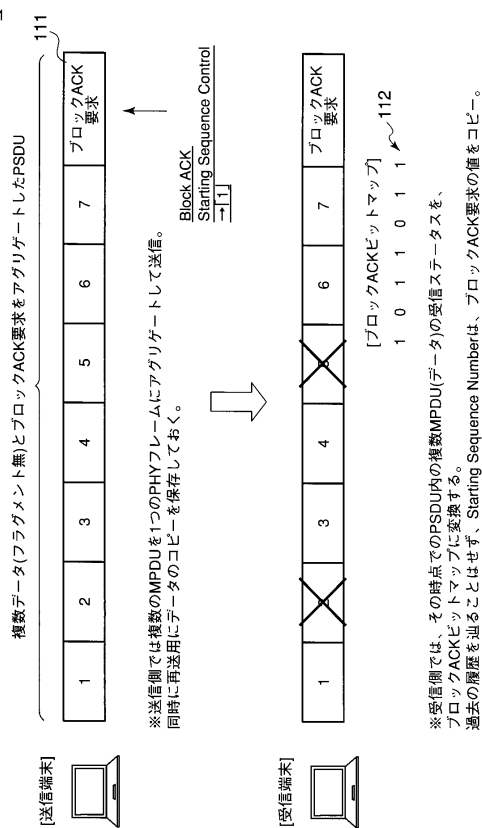 複数データ(フラグメント無)とブロックACK要求をアグリゲートしたPSDU
111
[送信端末]
1 2 3 4 5 6 7 ブロックACK
要求
※送信側では複数のMPDUを1つのPHYフレームにアグリゲートして送信。
同時に再送用にデータのコピーを保存しておく。
Block ACK
Starting Sequence Control
→「1」
[受信端末]
1 3 4 6 7 ブロックACK
要求
[ブロックACKビットマップ]
1 0 1 1 0 1 1
112
※受信側では、その時点でのPSDU内の複数MPDU(データ)の受信ステータスを、
ブロックACKビットマップに変換する。
過去の履歴を辿ることはせず、Starting Sequence Numberは、ブロックACK要求の値をコピー。